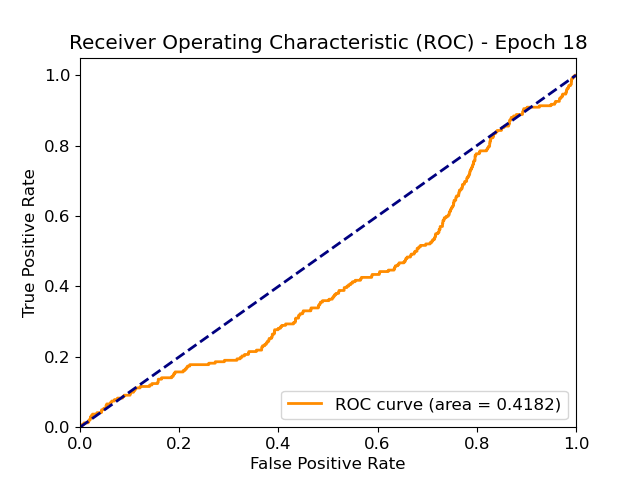 Receiver Operating Characteristic (ROC) - Epoch 18
True Positive Rate
1.0
0.8
0.6
0.4
0.2
0.0
0.0 0.2 0.4 0.6 0.8 1.0
False Positive Rate
ROC curve (area = 0.4182)